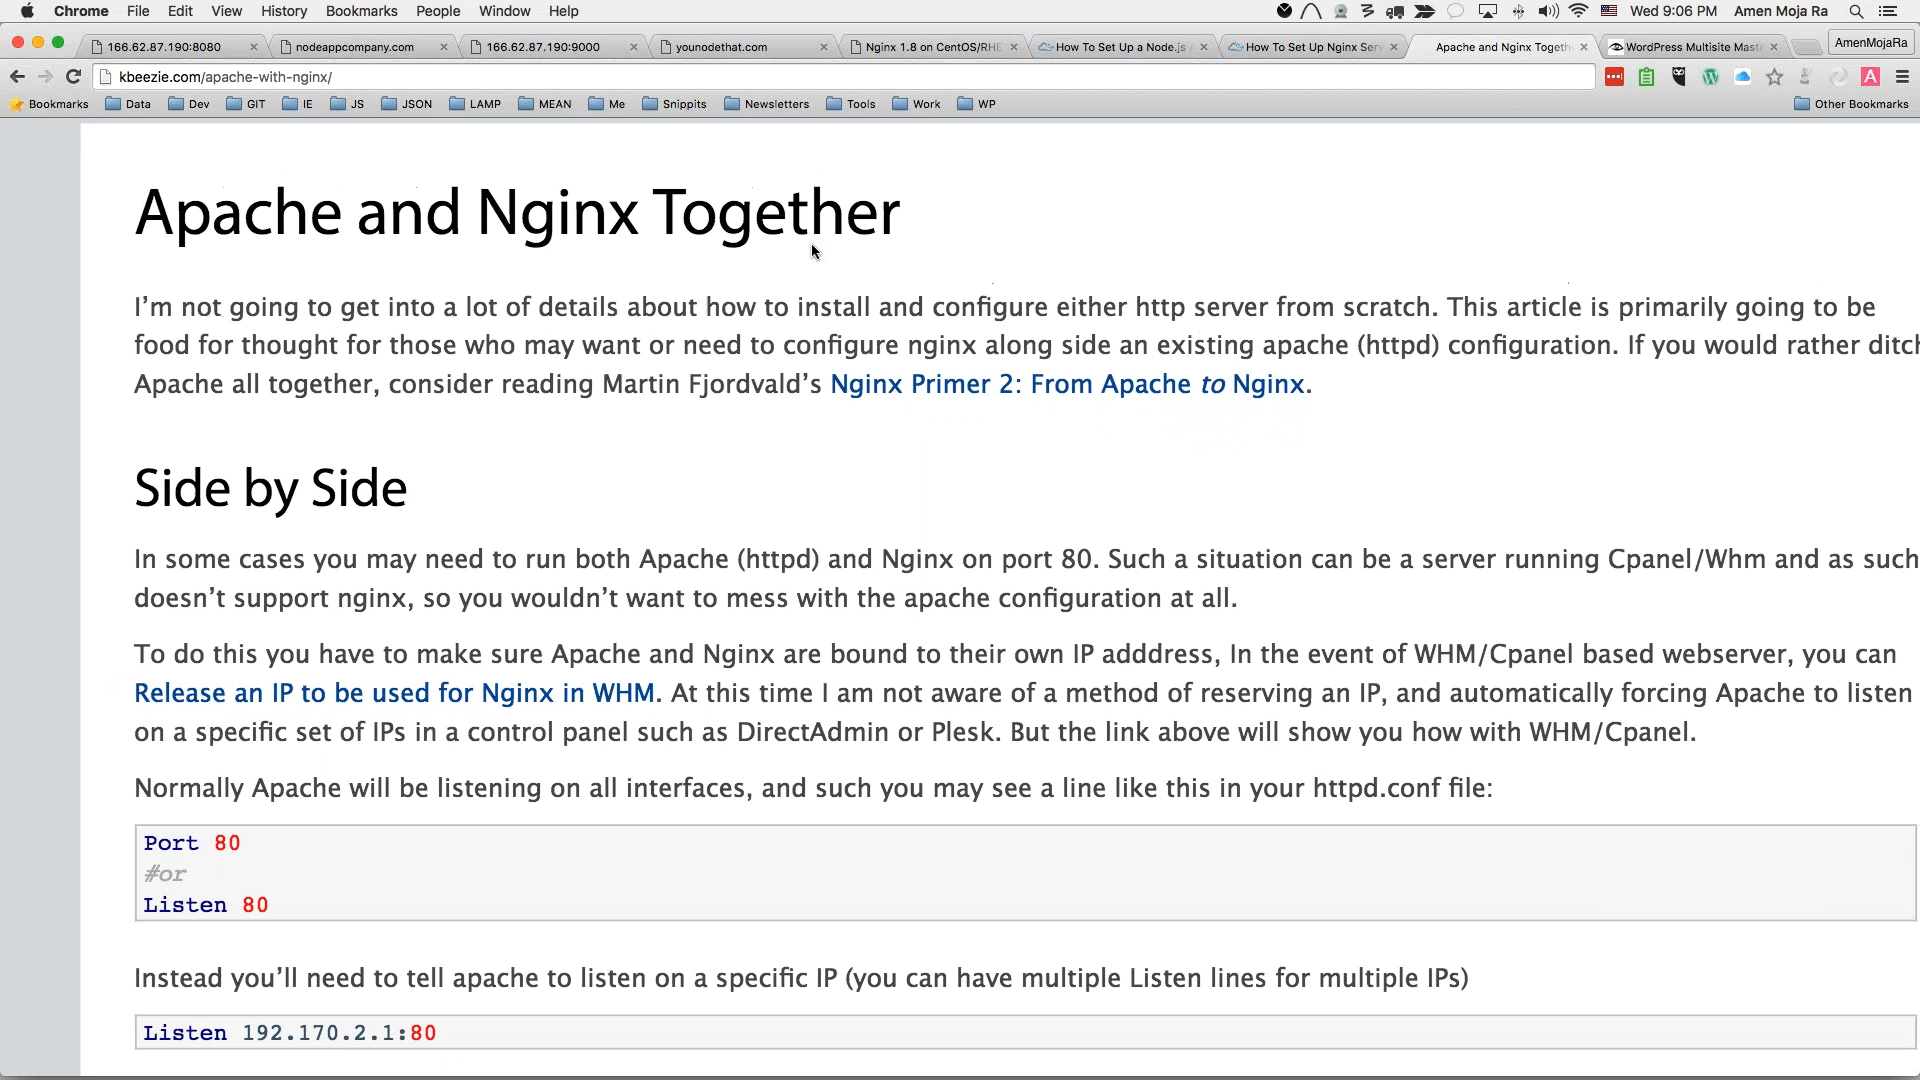 Chrome File Edit View History Bookmarks People Window Help Wed 9:06 PM Amen Moja Ra
166.62.87.190:8080 nodeappcompany.com 166.62.87.190:9000 younodethat.com Nginx 1.8 on CentOS/RHE How To Set Up a Node.js How To Set Up Nginx Serv Apache and Nginx Togeth WordPress Multisite Mast AmenMojaRa
kbeezie.com/apache-with-nginx/
Bookmarks Data Dev GIT IE JS JSON LAMP MEAN Me Snippits Newsletters Tools Work WP Other Bookmarks
Apache and Nginx Together
I’m not going to get into a lot of details about how to install and configure either http server from scratch. This article is primarily going to be
food for thought for those who may want or need to configure nginx along side an existing apache (httpd) configuration. If you would rather ditch
Apache all together, consider reading Martin Fjordvald’s Nginx Primer 2: From Apache to Nginx.
Side by Side
In some cases you may need to run both Apache (httpd) and Nginx on port 80. Such a situation can be a server running Cpanel/Whm and as such
doesn’t support nginx, so you wouldn’t want to mess with the apache configuration at all.
To do this you have to make sure Apache and Nginx are bound to their own IP adddress, In the event of WHM/Cpanel based webserver, you can
Release an IP to be used for Nginx in WHM. At this time I am not aware of a method of reserving an IP, and automatically forcing Apache to listen
on a specific set of IPs in a control panel such as DirectAdmin or Plesk. But the link above will show you how with WHM/Cpanel.
Normally Apache will be listening on all interfaces, and such you may see a line like this in your httpd.conf file:
Port 80
#or
Listen 80
Instead you’ll need to tell apache to listen on a specific IP (you can have multiple Listen lines for multiple IPs)
Listen 192.170.2.1:80